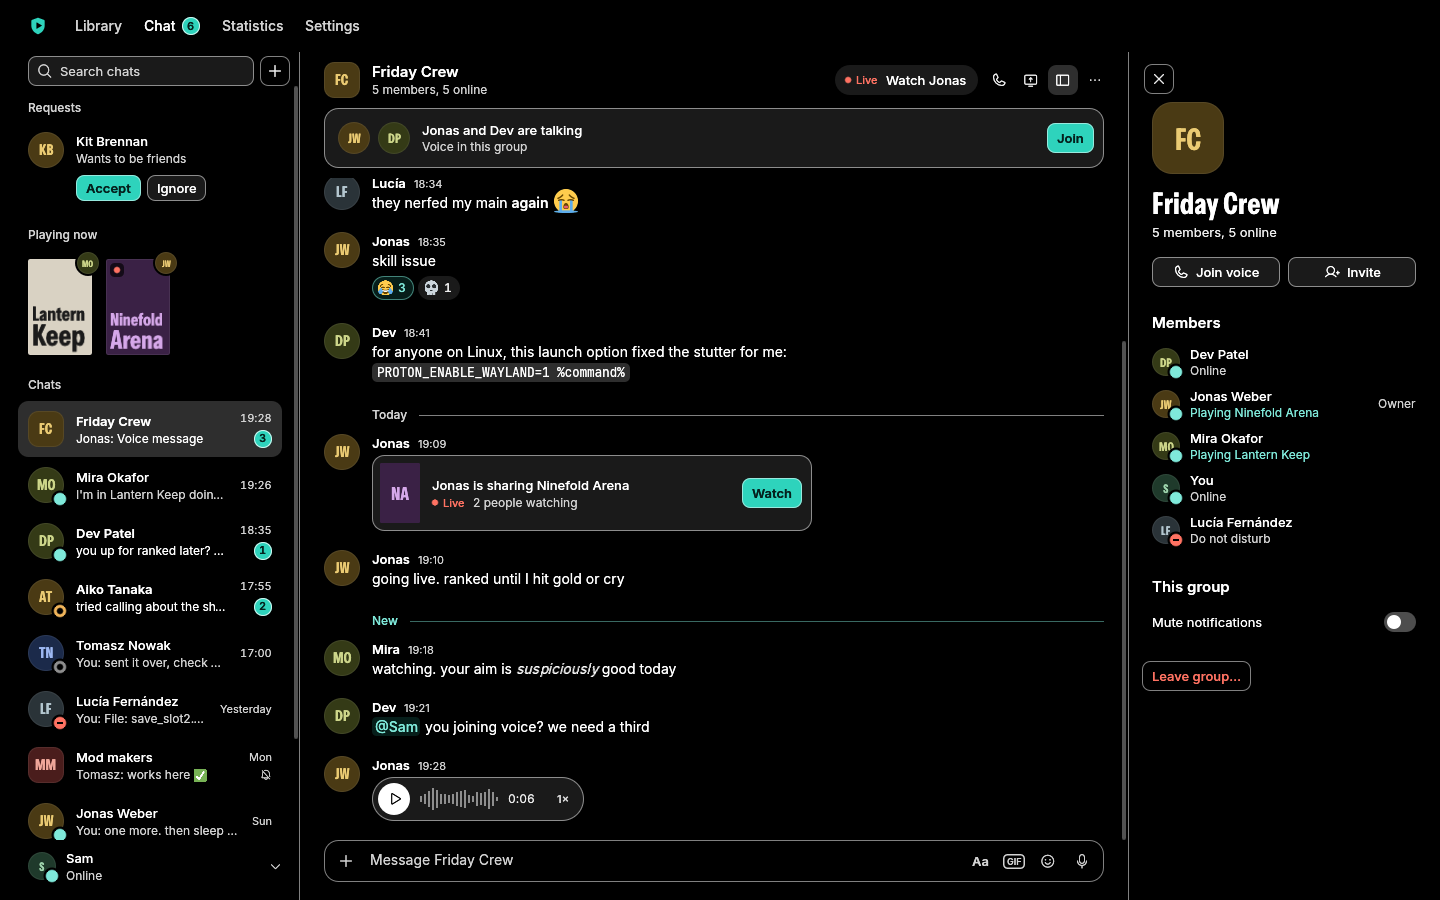 Library
Chat 6
Statistics
Settings
Search chats
Requests
KB
Kit Brennan
Wants to be friends
Accept
Ignore
Playing now
MO
Lantern
Keep
JW
Ninefold
Arena
Chats
FC
Friday Crew
19:28
Jonas: Voice message
3
MO
Mira Okafor
19:26
I'm in Lantern Keep doin...
DP
Dev Patel
18:35
you up for ranked later? ...
1
AT
Aiko Tanaka
17:55
tried calling about the sh...
2
TN
Tomasz Nowak
17:00
You: sent it over, check ...
LF
Lucía Fernández
Yesterday
You: File: save_slot2....
MM
Mod makers
Mon
Tomasz: works here ✅
JW
Jonas Weber
Sun
You: one more. then sleep ...
S
Sam
Online
FC
Friday Crew
5 members, 5 online
Live Watch Jonas
JW
DP
Jonas and Dev are talking
Voice in this group
Join
LF
Lucía 18:34
they nerfed my main again 😭
JW
Jonas 18:35
skill issue
😂 3 💀 1
DP
Dev 18:41
for anyone on Linux, this launch option fixed the stutter for me:
PROTON_ENABLE_WAYLAND=1 %command%
Today
JW
Jonas 19:09
NA
Jonas is sharing Ninefold Arena
Live 2 people watching
Watch
JW
Jonas 19:10
going live. ranked until I hit gold or cry
New
MO
Mira 19:18
watching. your aim is suspiciously good today
DP
Dev 19:21
@Sam you joining voice? we need a third
JW
Jonas 19:28
0:06 1×
Message Friday Crew
Aa
GIF
FC
Friday Crew
5 members, 5 online
Join voice
Invite
Members
DP
Dev Patel
Online
JW
Jonas Weber
Playing Ninefold Arena
Owner
MO
Mira Okafor
Playing Lantern Keep
S
You
Online
LF
Lucía Fernández
Do not disturb
This group
Mute notifications
Leave group...